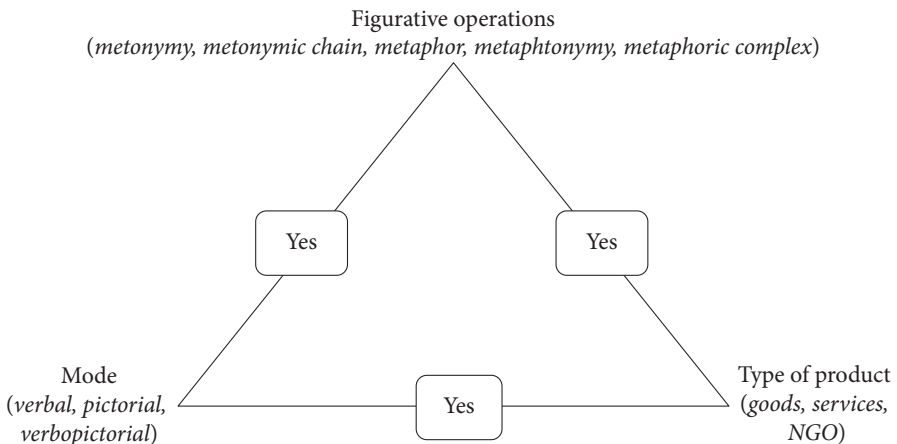 Figurative operations
(metonymy, metonymic chain, metaphor, metaphtonymy, metaphoric complex)
Yes
Yes
Mode
(verbal, pictorial,
verbopictorial)
Yes
Type of product
(goods, services,
NGO)